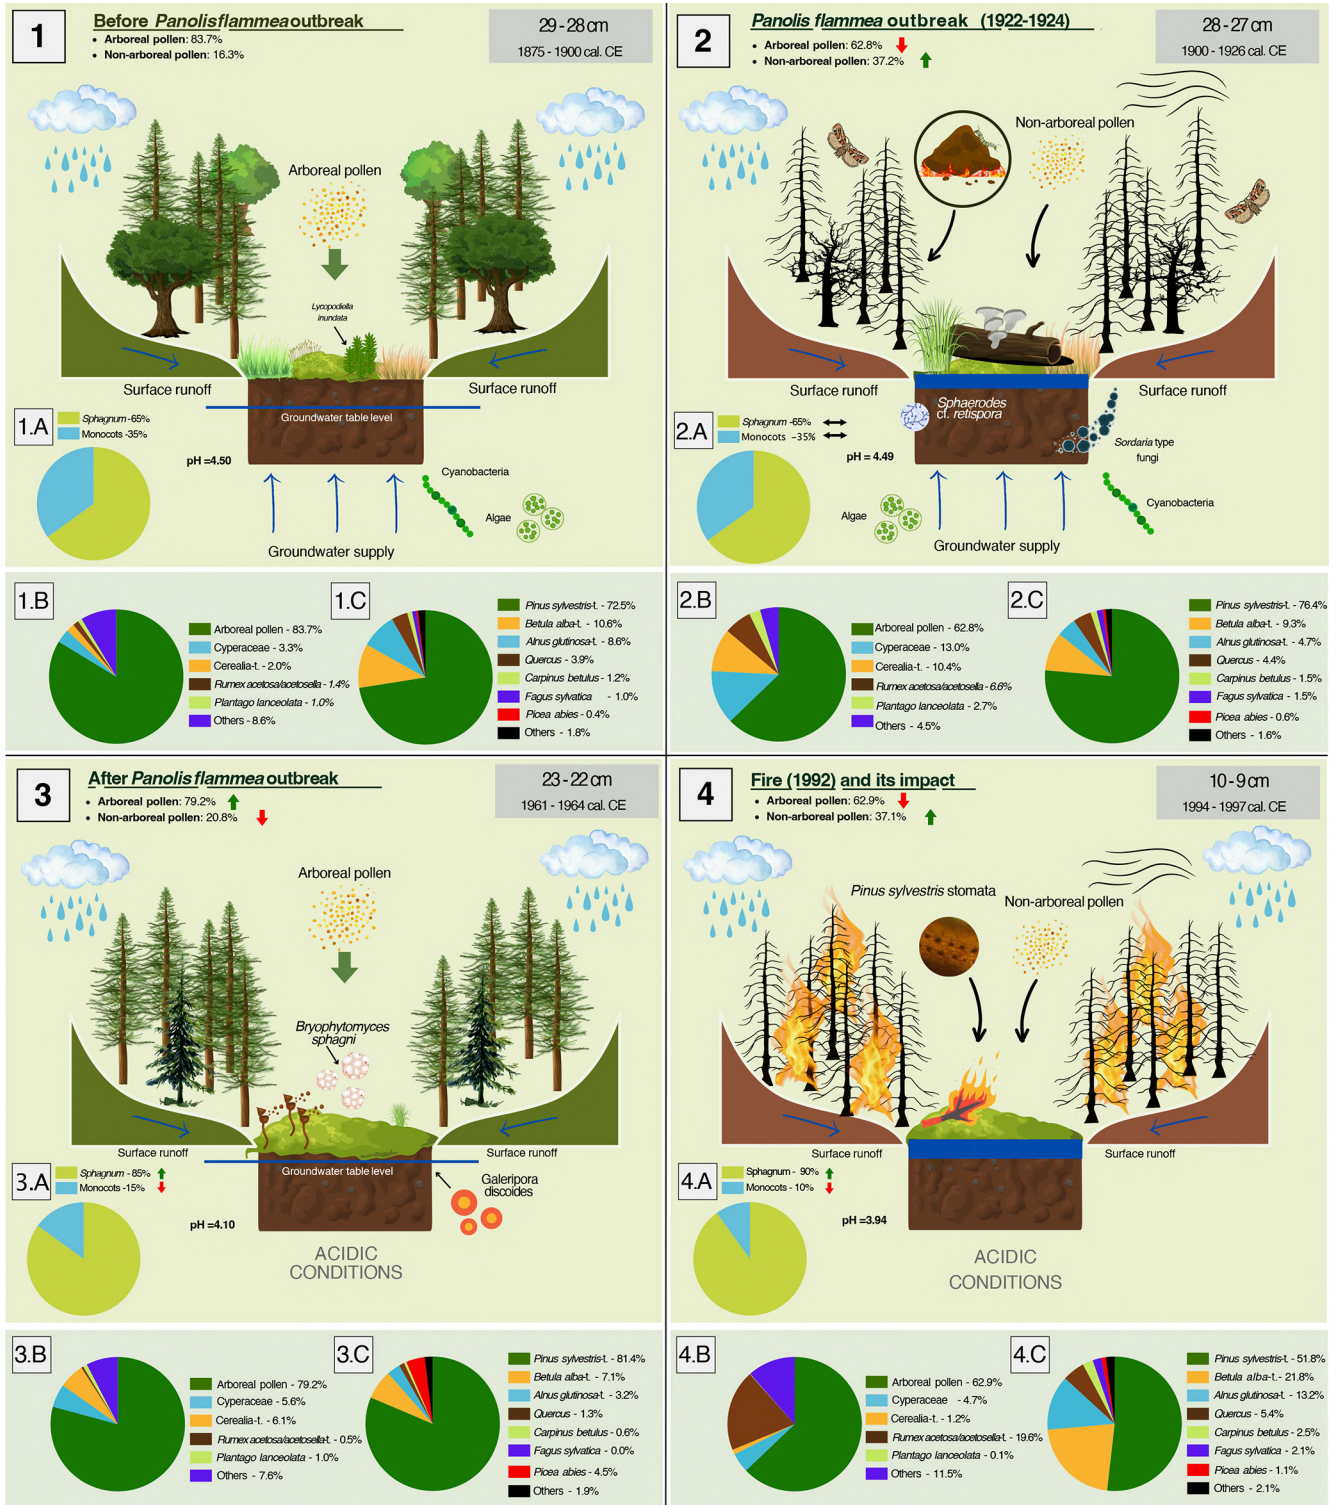 1
Before Panolis flammea outbreak
• Arboreal pollen: 83.7%
• Non-arboreal pollen: 16.3%
29 - 28 cm
1875 - 1900 cal. CE
Arboreal pollen
Lycopodiella
inundata
Surface runoff
Surface runoff
Groundwater table level
1.A
Sphagnum -65%
Monocots -35%
pH =4.50
Cyanobacteria
Algae
Groundwater supply
1.B
Arboreal pollen - 83.7%
Cyperaceae - 3.3%
Cerealia-t. - 2.0%
Rumex acetosa/acetosella - 1.4%
Plantago lanceolata - 1.0%
Others - 8.6%
1.C
Pinus sylvestris-t. - 72.5%
Betula alba-t. - 10.6%
Alnus glutinosa-t. - 8.6%
Quercus - 3.9%
Carpinus betulus - 1.2%
Fagus sylvatica - 1.0%
Picea abies - 0.4%
Others - 1.8%
2
Panolis flammea outbreak (1922-1924)
• Arboreal pollen: 62.8%
• Non-arboreal pollen: 37.2%
28 - 27 cm
1900 - 1926 cal. CE
Non-arboreal pollen
Surface runoff
Surface runoff
Sphaerodes
cf. retispora
Sordaria type
fungi
2.A
Sphagnum -65%
Monocots -35%
pH = 4.49
Algae
Cyanobacteria
Groundwater supply
2.B
Arboreal pollen - 62.8%
Cyperaceae - 13.0%
Cerealia-t. - 10.4%
Rumex acetosa/acetosella - 6.6%
Plantago lanceolata - 2.7%
Others - 4.5%
2.C
Pinus sylvestris-t. - 76.4%
Betula alba-t. - 9.3%
Alnus glutinosa-t. - 4.7%
Quercus - 4.4%
Carpinus betulus - 1.5%
Fagus sylvatica - 1.5%
Picea abies - 0.6%
Others - 1.6%
3
After Panolis flammea outbreak
• Arboreal pollen: 79.2%
• Non-arboreal pollen: 20.8%
23 - 22 cm
1961 - 1964 cal. CE
Arboreal pollen
Bryophytomyces
sphagni
Surface runoff
Surface runoff
Groundwater table level
3.A
Sphagnum - 85%
Monocots -15%
pH =4.10
Galeripora
discoides
ACIDIC
CONDITIONS
3.B
Arboreal pollen - 79.2%
Cyperaceae - 5.6%
Cerealia-t. - 6.1%
Rumex acetosa/acetosella-t. - 0.5%
Plantago lanceolata - 1.0%
Others - 7.6%
3.C
Pinus sylvestris-t. - 81.4%
Betula alba-t. - 7.1%
Alnus glutinosa-t. - 3.2%
Quercus - 1.3%
Carpinus betulus - 0.6%
Fagus sylvatica - 0.0%
Picea abies - 4.5%
Others - 1.9%
4
Fire (1992) and its impact
• Arboreal pollen: 62.9%
• Non-arboreal pollen: 37.1%
10 - 9 cm
1994 - 1997 cal. CE
Pinus sylvestris stomata
Non-arboreal pollen
Surface runoff
Surface runoff
4.A
Sphagnum - 90%
Monocots - 10%
pH =3.94
ACIDIC
CONDITIONS
4.B
Arboreal pollen - 62.9%
Cyperaceae - 4.7%
Cerealia-t. - 1.2%
Rumex acetosa/acetosella-t. - 19.6%
Plantago lanceolata - 0.1%
Others - 11.5%
4.C
Pinus sylvestris-t. - 51.8%
Betula alba-t. - 21.8%
Alnus glutinosa-t. - 13.2%
Quercus - 5.4%
Carpinus betulus - 2.5%
Fagus sylvatica - 2.1%
Picea abies - 1.1%
Others - 2.1%